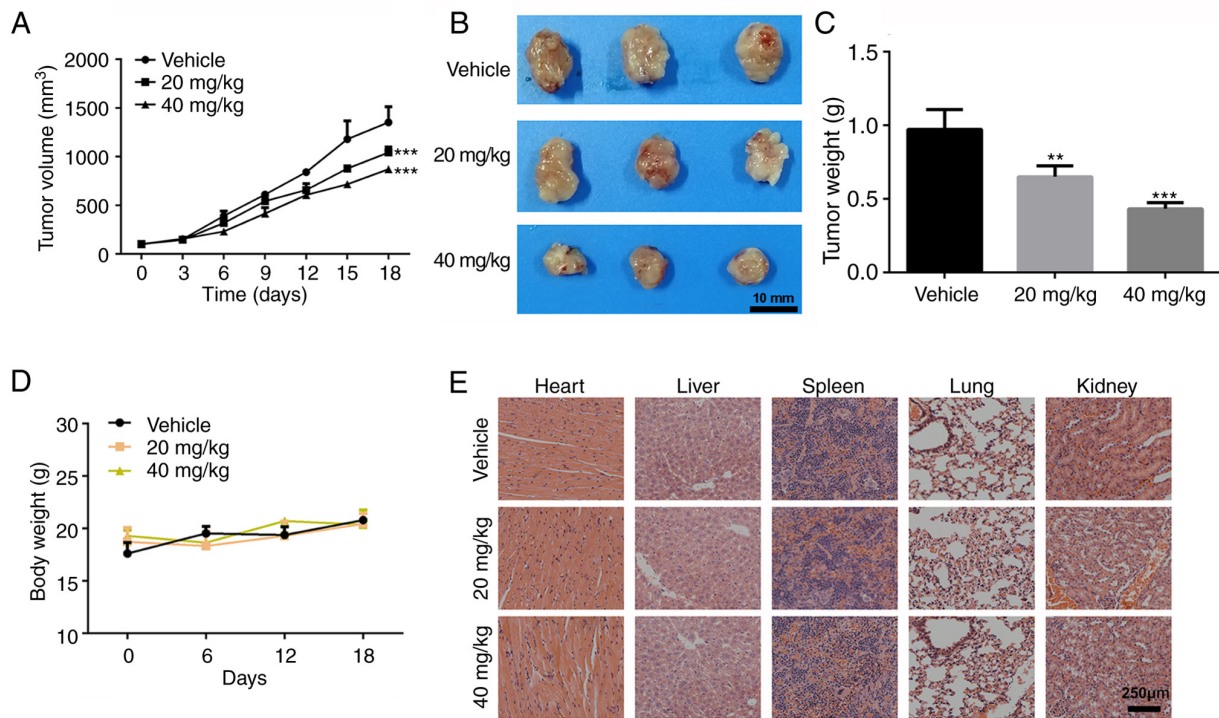 A
Vehicle
20 mg/kg
40 mg/kg
Tumor volume (mm³)
2000
1500
1000
500
0
***
***
0 3 6 9 12 15 18
Time (days)
B
Vehicle
20 mg/kg
40 mg/kg
10 mm
C
Tumor weight (g)
1.5
1.0
0.5
0.0
**
***
Vehicle 20 mg/kg 40 mg/kg
D
Vehicle
20 mg/kg
40 mg/kg
Body weight (g)
30
25
20
15
10
0 6 12 18
Days
E
Heart Liver Spleen Lung Kidney
Vehicle
20 mg/kg
40 mg/kg
250μm